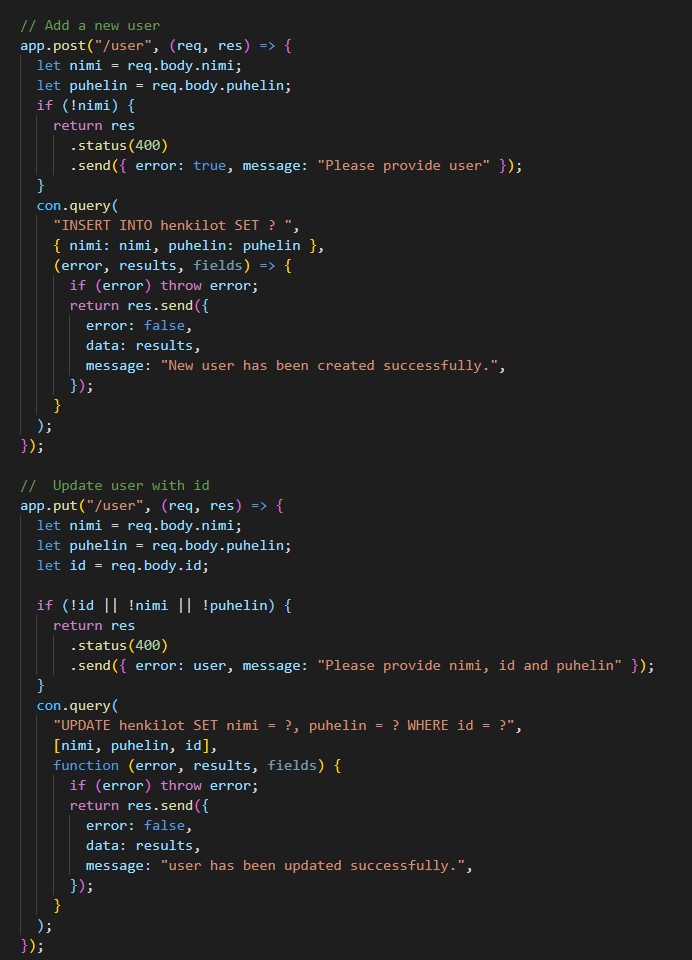 // Add a new user
app.post("/user", (req, res) => {
  let nimi = req.body.nimi;
  let puhelin = req.body.puhelin;
  if (!nimi) {
    return res
      .status(400)
      .send({ error: true, message: "Please provide user" });
  }
  con.query(
    "INSERT INTO henkilot SET ? ",
    { nimi: nimi, puhelin: puhelin },
    (error, results, fields) => {
      if (error) throw error;
      return res.send({
        error: false,
        data: results,
        message: "New user has been created successfully.",
      });
    }
  );
});

//  Update user with id
app.put("/user", (req, res) => {
  let nimi = req.body.nimi;
  let puhelin = req.body.puhelin;
  let id = req.body.id;

  if (!id || !nimi || !puhelin) {
    return res
      .status(400)
      .send({ error: user, message: "Please provide nimi, id and puhelin" });
  }
  con.query(
    "UPDATE henkilot SET nimi = ?, puhelin = ? WHERE id = ?",
    [nimi, puhelin, id],
    function (error, results, fields) {
      if (error) throw error;
      return res.send({
        error: false,
        data: results,
        message: "user has been updated successfully.",
      });
    }
  );
});